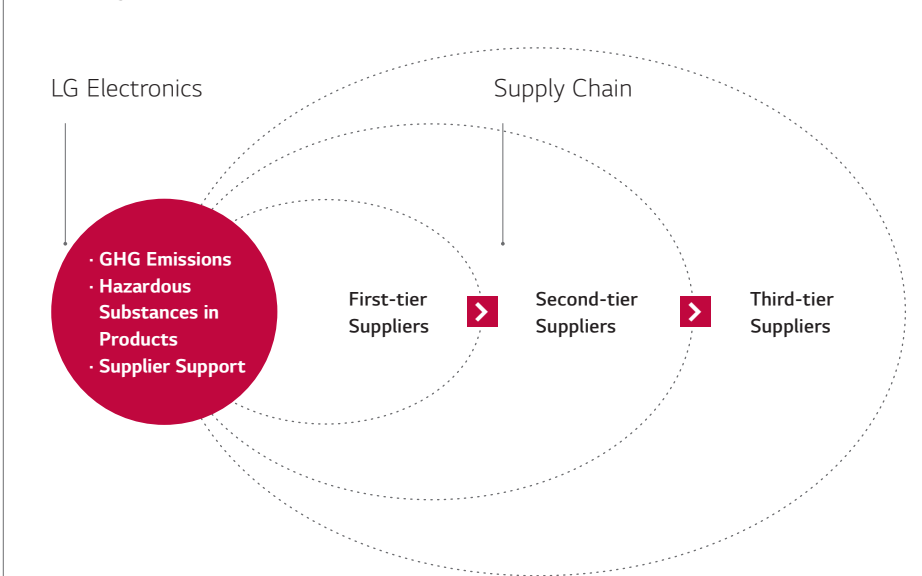 LG Electronics
Supply Chain
· GHG Emissions
· Hazardous
Substances in
Products
· Supplier Support
First-tier
Suppliers
Second-tier
Suppliers
Third-tier
Suppliers